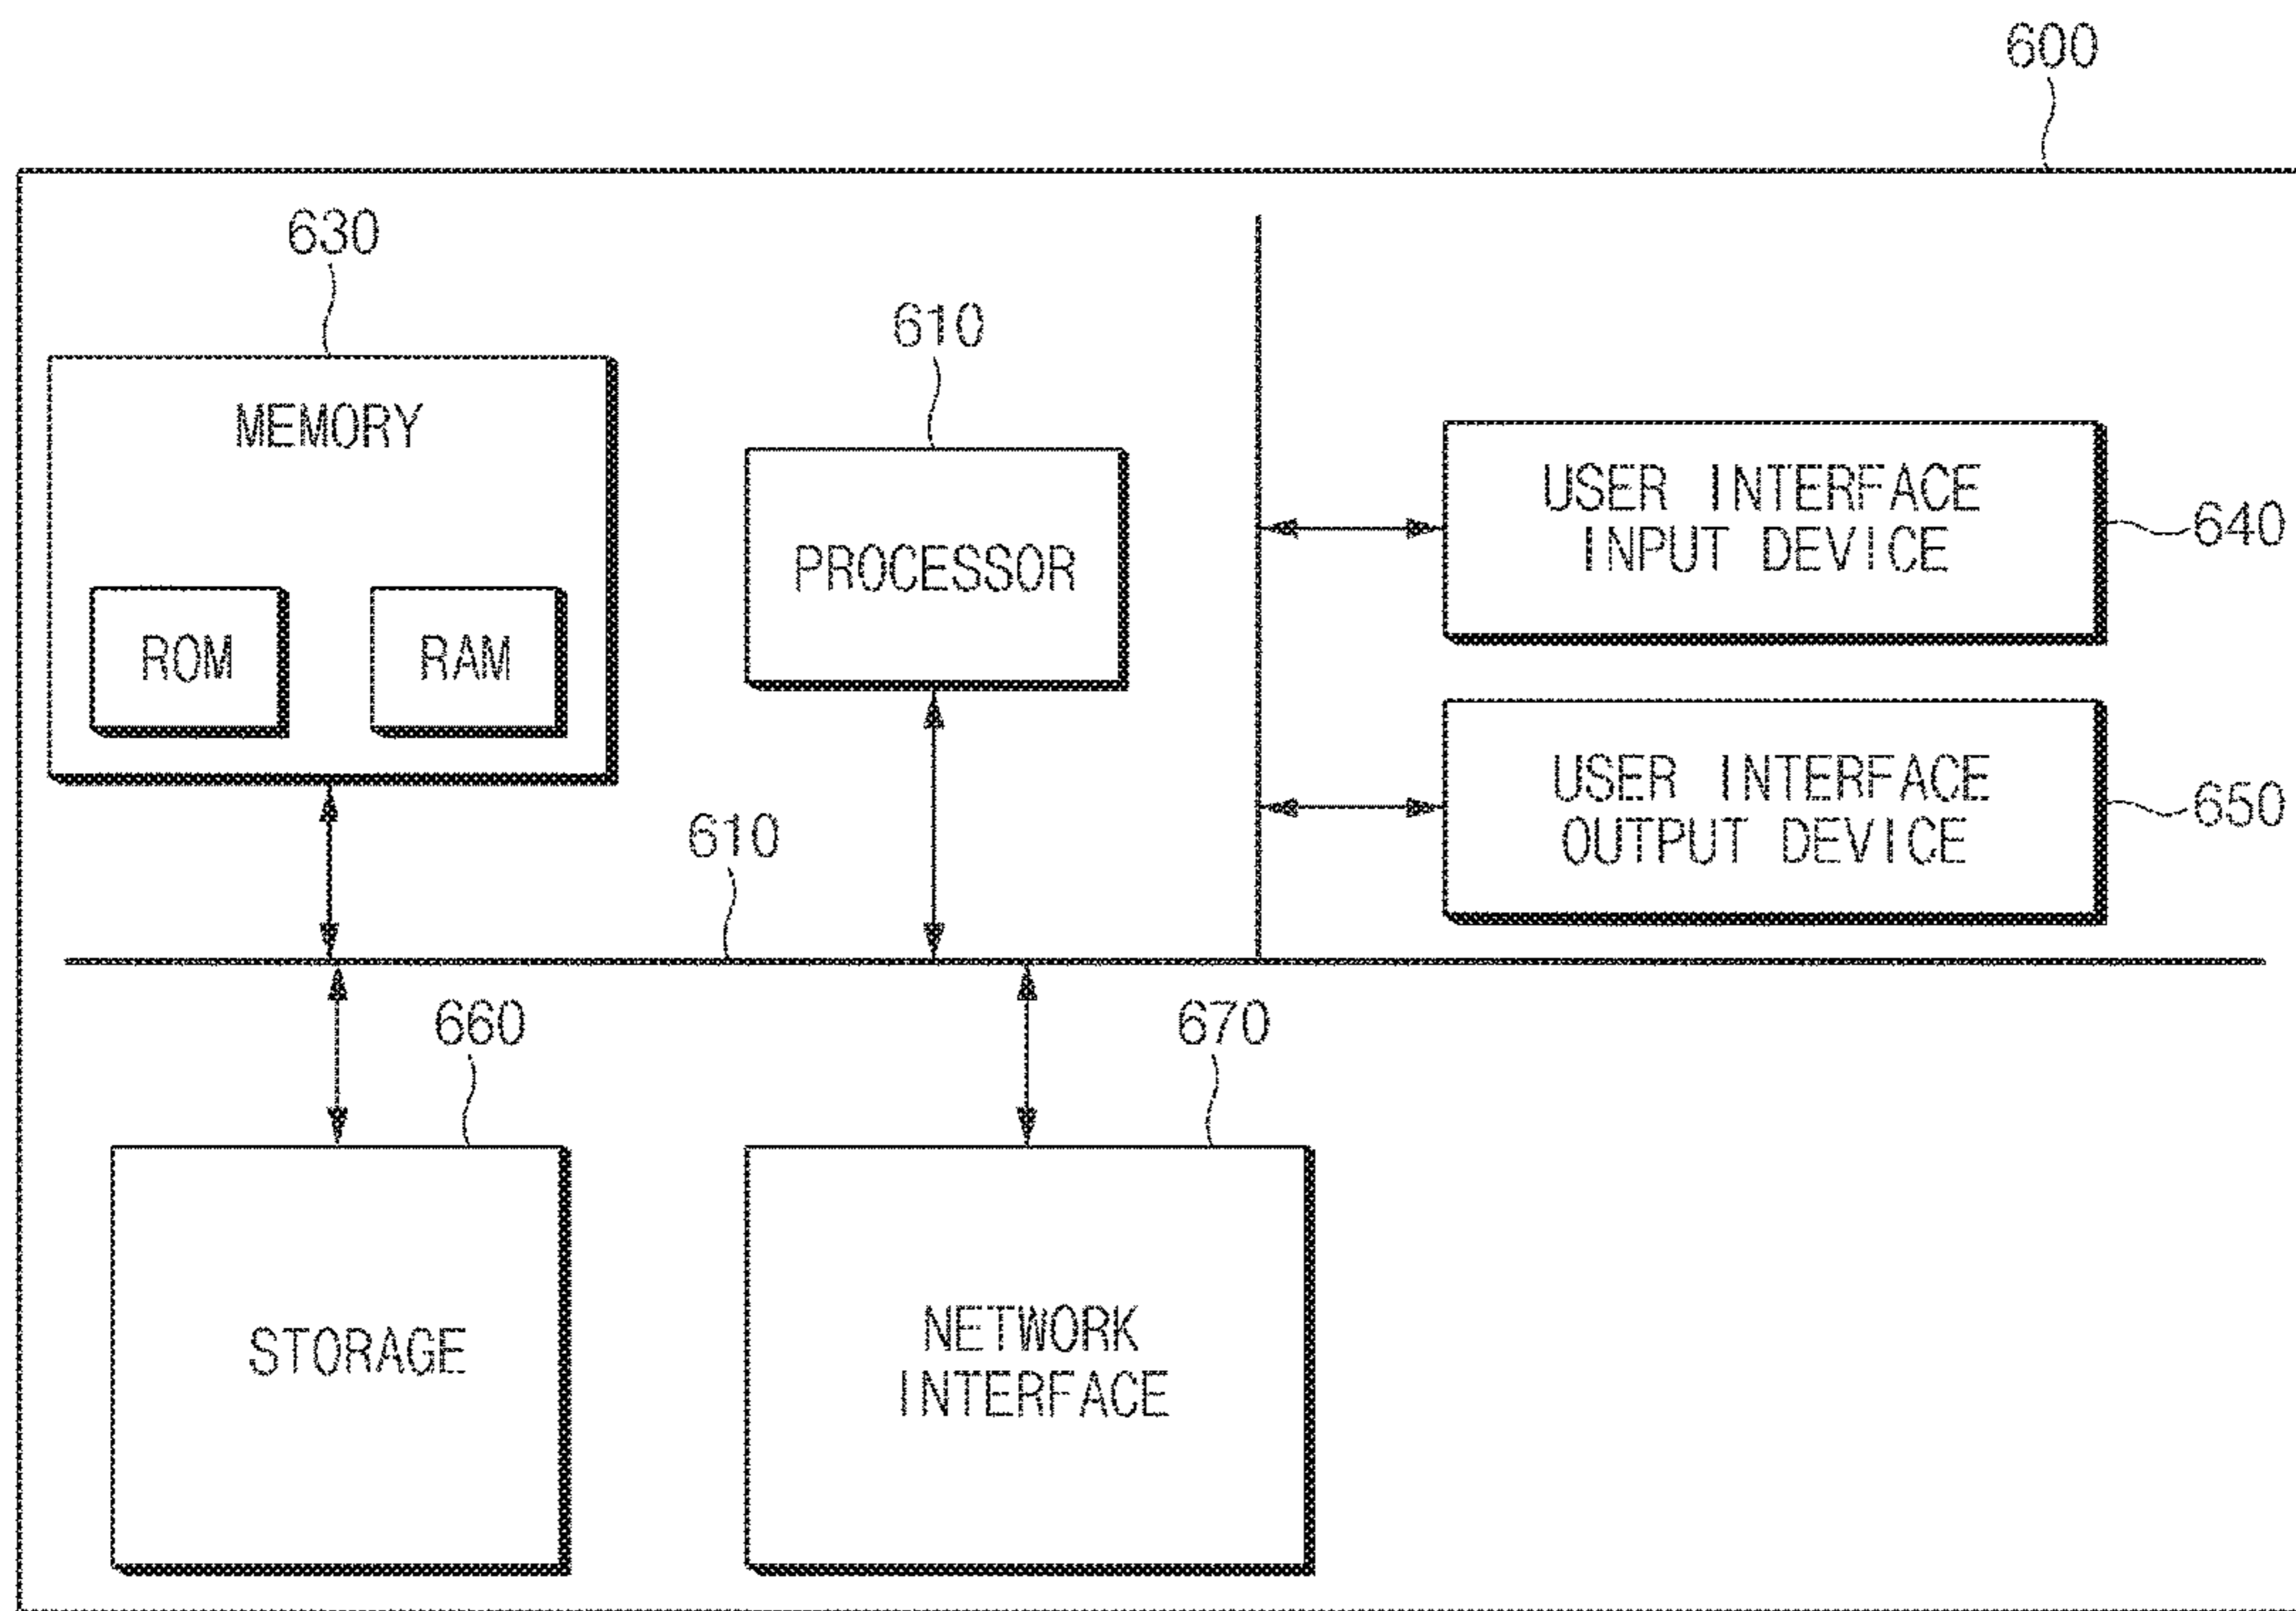 600
630
610
MEMORY
PROCESSOR
ROM
RAM
USER INTERFACE
INPUT DEVICE
640
USER INTERFACE
OUTPUT DEVICE
650
610
660
670
STORAGE
NETWORK
INTERFACE